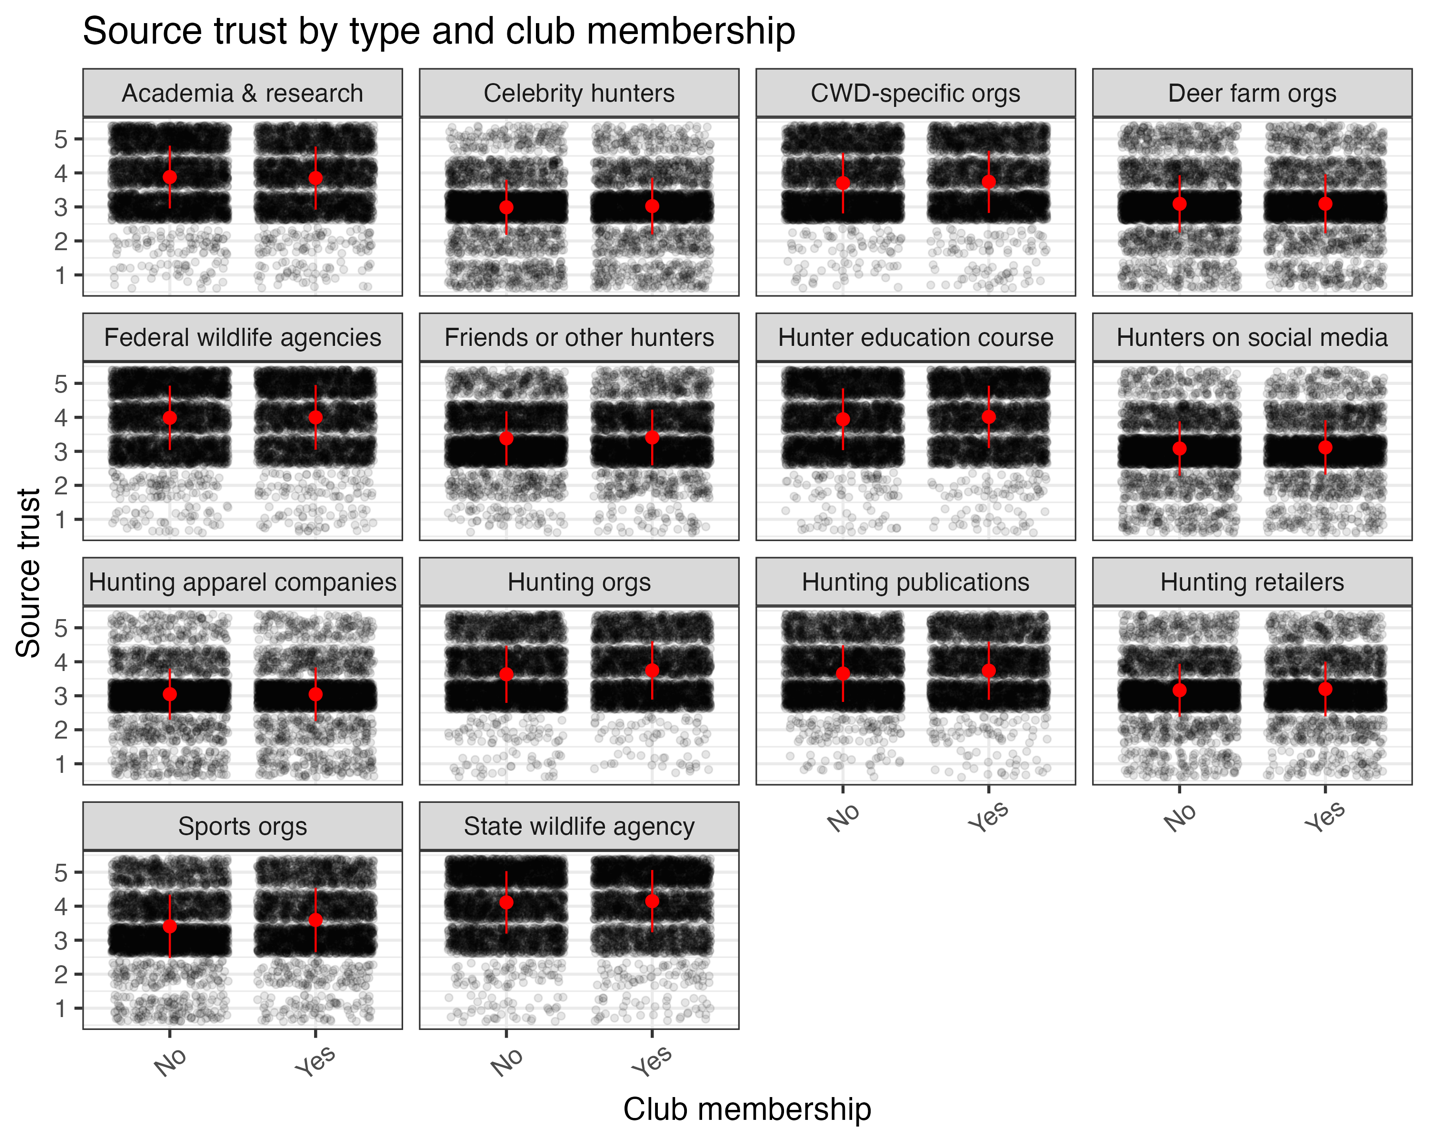 Source trust by type and club membership
Academia & research
Celebrity hunters
CWD-specific orgs
Deer farm orgs
5
4
3
2
1
Federal wildlife agencies
Friends or other hunters
Hunter education course
Hunters on social media
5
4
3
2
1
Source trust
Hunting apparel companies
Hunting orgs
Hunting publications
Hunting retailers
5
4
3
2
1
No
Yes
No
Yes
Sports orgs
State wildlife agency
5
4
3
2
1
No
Yes
No
Yes
Club membership